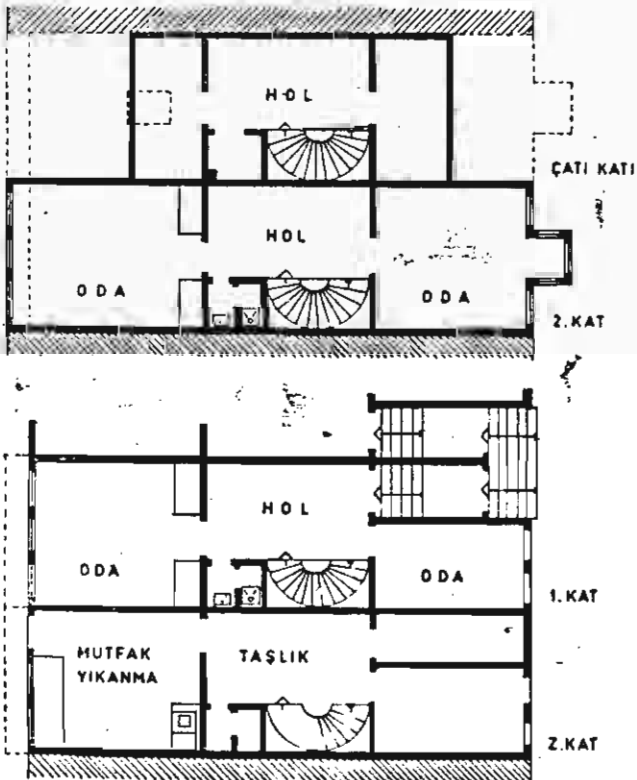 HOL
ÇATI KATI
HOL
ODA
ODA
2.KAT
HOL
ODA
ODA
1.KAT
MUTFAK
YIKANMA
TAŞLIK
Z.KAT